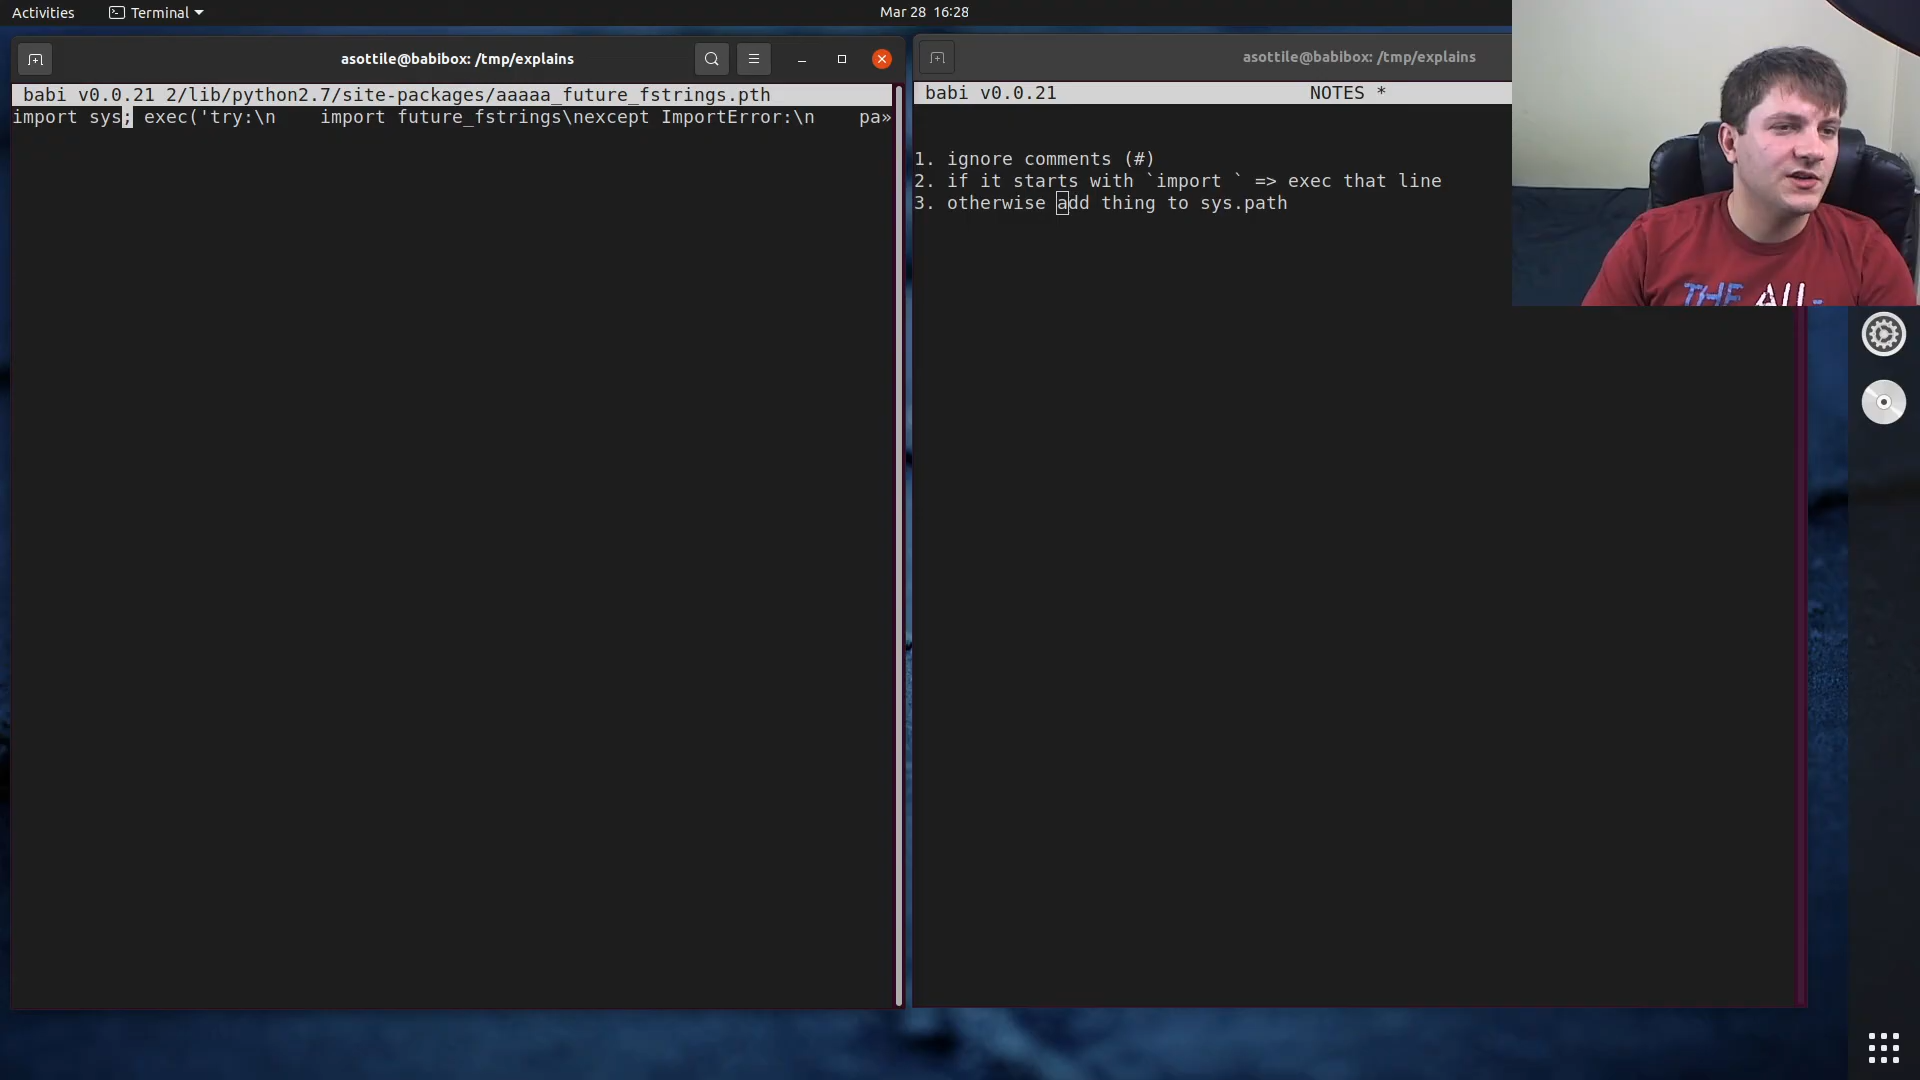 Activities
Terminal
Mar 28 16:28
asottile@babibox: /tmp/explains
babi v0.0.21 2/lib/python2.7/site-packages/aaaaa_future_fstrings.pth
import sys; exec('try:\n    import future_fstrings\nexcept ImportError:\n    pa»
asottile@babibox: /tmp/explains
babi v0.0.21 NOTES *
1. ignore comments (#)
2. if it starts with `import ` => exec that line
3. otherwise add thing to sys.path
THE ALL-